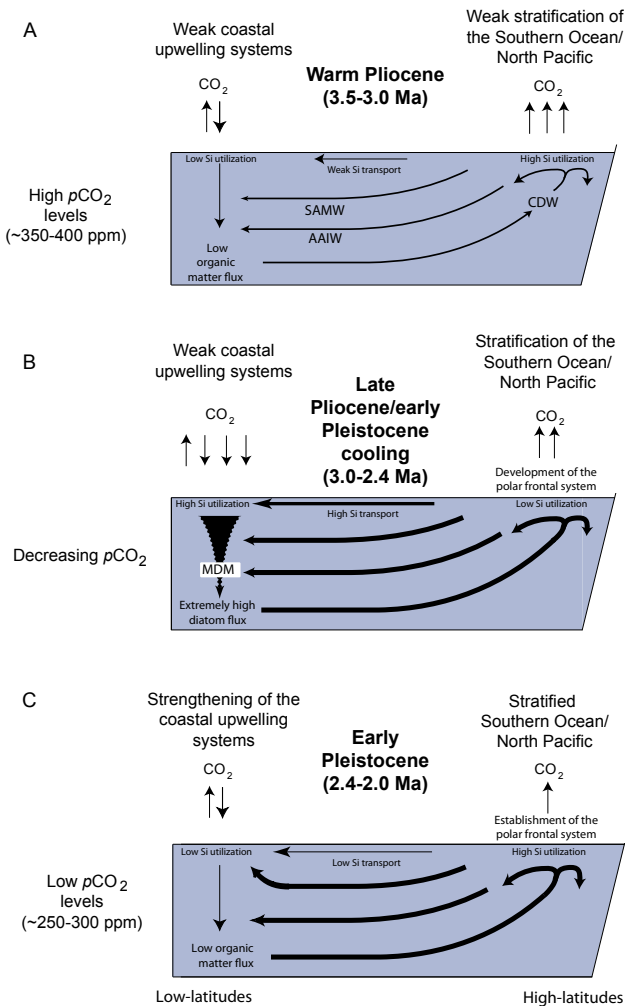 A
Weak coastal
upwelling systems
Weak stratification of
the Southern Ocean/
North Pacific
Warm Pliocene
(3.5-3.0 Ma)
CO2
CO2
High pCO2
levels
(~350-400 ppm)
Low Si utilization
Weak Si transport
High Si utilization
SAMW
CDW
AAIW
Low
organic
matter flux
B
Weak coastal
upwelling systems
Stratification of the
Southern Ocean/
North Pacific
Late
Pliocene/early
Pleistocene
cooling
(3.0-2.4 Ma)
CO2
CO2
Development of the
polar frontal system
Decreasing pCO2
High Si utilization
High Si transport
Low Si utilization
MDM
Extremely high
diatom flux
C
Strengthening of the
coastal upwelling
systems
Stratified
Southern Ocean/
North Pacific
Early
Pleistocene
(2.4-2.0 Ma)
CO2
CO2
Establishment of the
polar frontal system
Low pCO2
levels
(~250-300 ppm)
Low Si utilization
Low Si transport
High Si utilization
Low organic
matter flux
Low-latitudes
High-latitudes